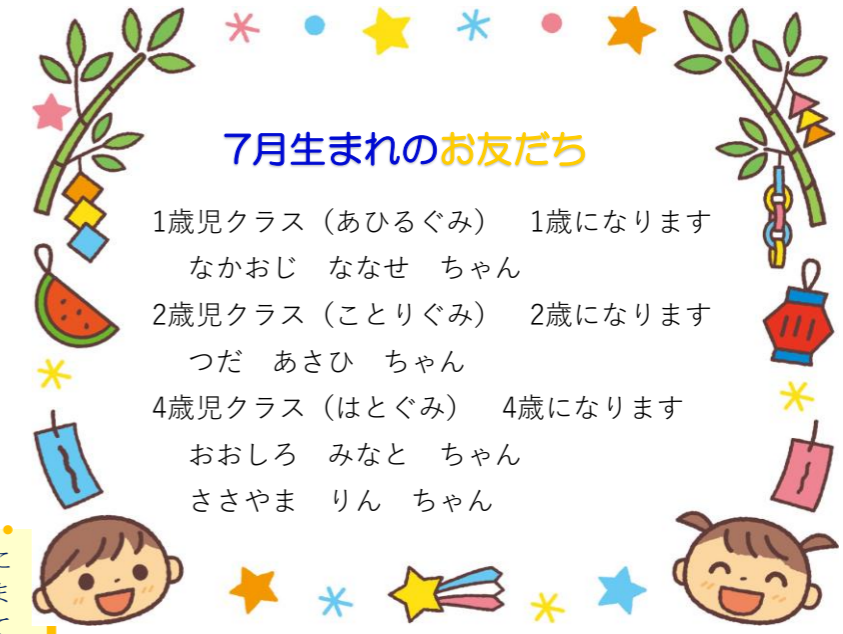 7月生まれのお友だち
1歳児クラス（あひるぐみ）　1歳になります
なかおじ　ななせ　ちゃん
2歳児クラス（ことりぐみ）　2歳になります
つだ　あさひ　ちゃん
4歳児クラス（はとぐみ）　4歳になります
おおしろ　みなと　ちゃん
ささやま　りん　ちゃん